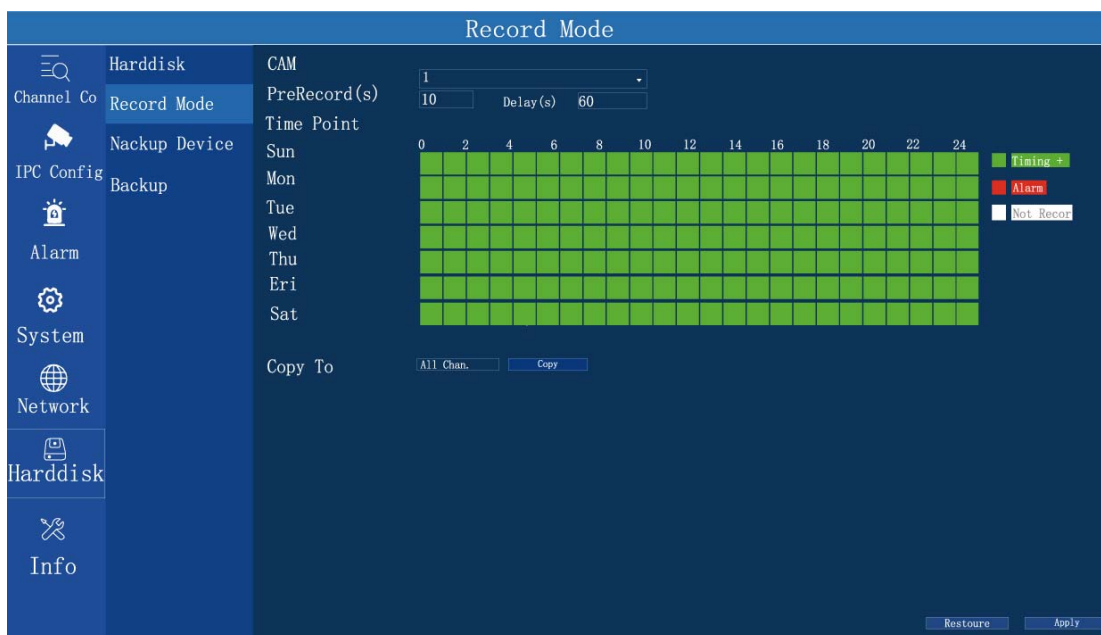 Record Mode
Channel Co
IPC Config
Alarm
System
Network
Harddisk
Info
Harddisk
Record Mode
Nackup Device
Backup
CAM
1
PreRecord(s)
10
Delay(s)
60
Time Point
0 2 4 6 8 10 12 14 16 18 20 22 24
Sun
Mon
Tue
Wed
Thu
Eri
Sat
Timing +
Alarm
Not Recor
Copy To
All Chan.
Copy
Restoure
Apply